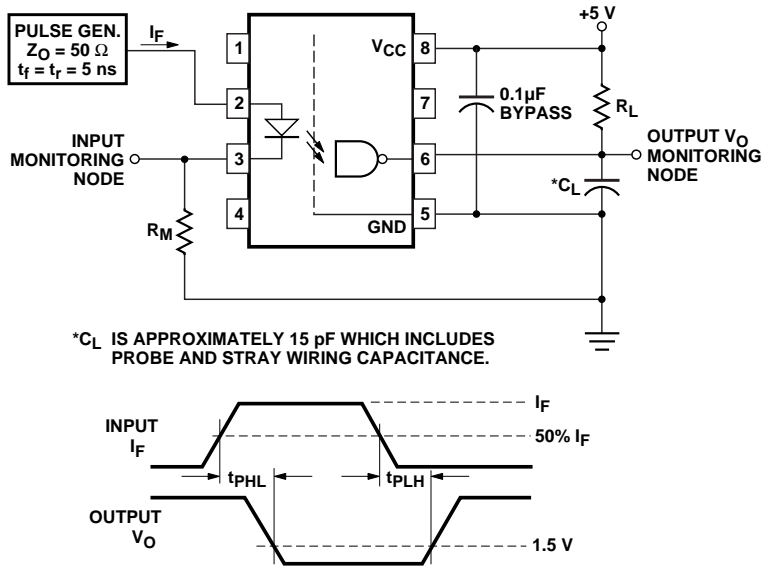 PULSE GEN.
Z_O = 50 Ω
t_f = t_r = 5 ns
I_F
+5 V
1
2
3
4
V_CC
8
7
6
5
GND
0.1µF
BYPASS
R_L
INPUT
MONITORING
NODE
R_M
OUTPUT V_O
MONITORING
NODE
*C_L
*C_L IS APPROXIMATELY 15 pF WHICH INCLUDES
PROBE AND STRAY WIRING CAPACITANCE.
INPUT
I_F
I_F
50% I_F
t_PHL
t_PLH
OUTPUT
V_O
1.5 V